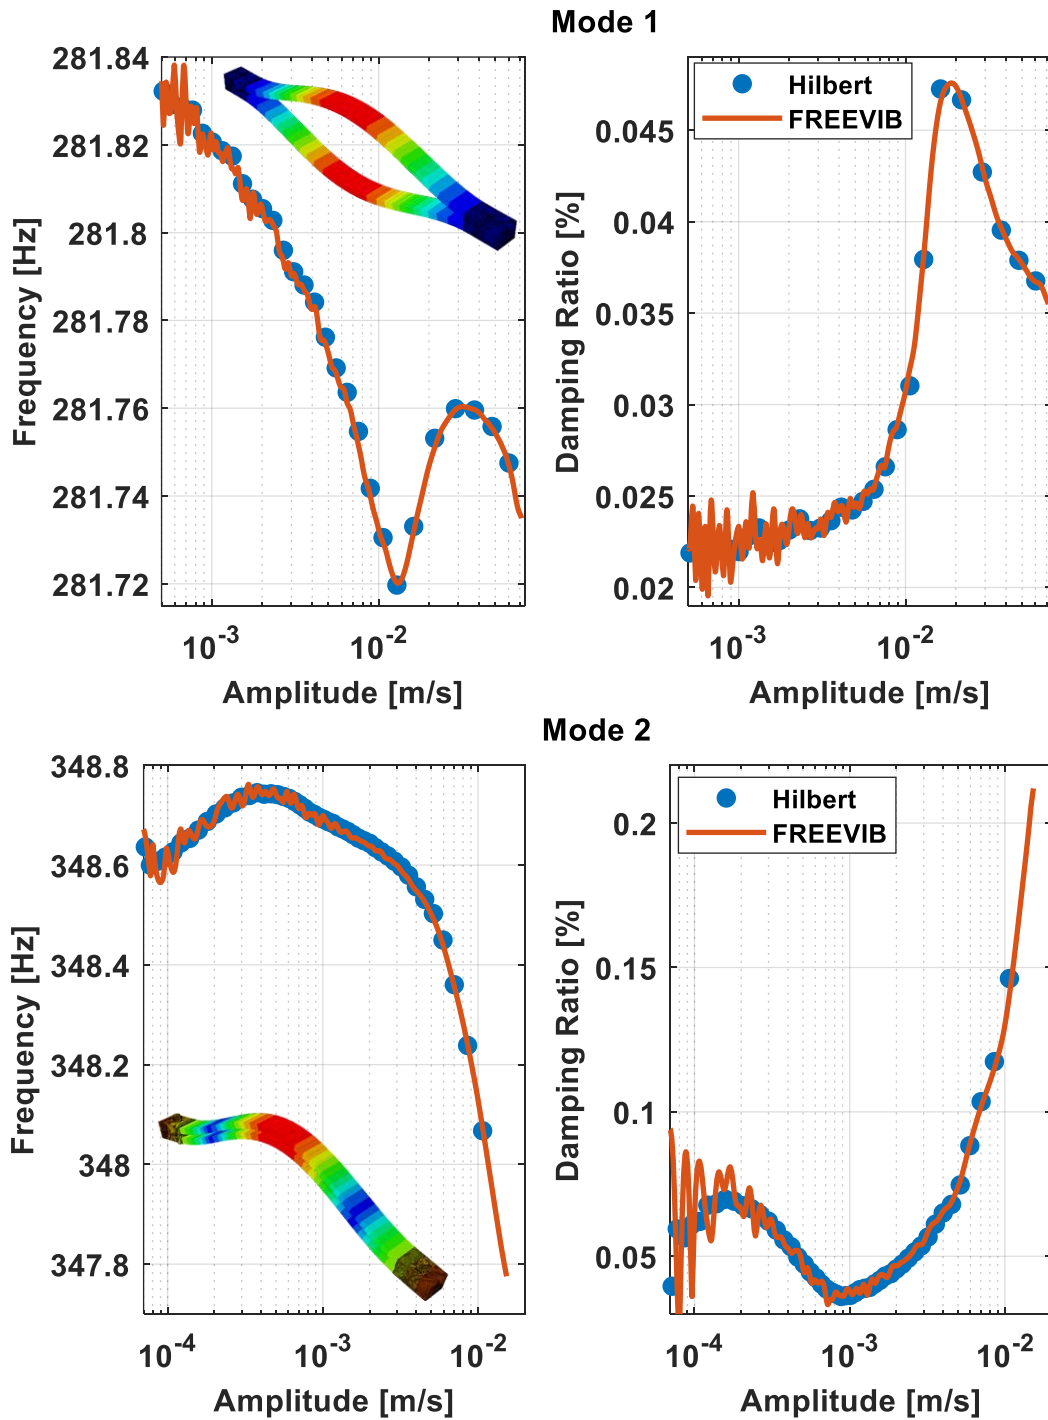 Mode 1
281.84
281.82
281.8
281.78
281.76
281.74
281.72
Frequency [Hz]
10-3
10-2
Amplitude [m/s]
Hilbert
FREEVIB
0.045
0.04
0.035
0.03
0.025
0.02
Damping Ratio [%]
10-3
10-2
Amplitude [m/s]
Mode 2
348.8
348.6
348.4
348.2
348
347.8
Frequency [Hz]
10-4
10-3
10-2
Amplitude [m/s]
Hilbert
FREEVIB
0.2
0.15
0.1
0.05
Damping Ratio [%]
10-4
10-3
10-2
Amplitude [m/s]